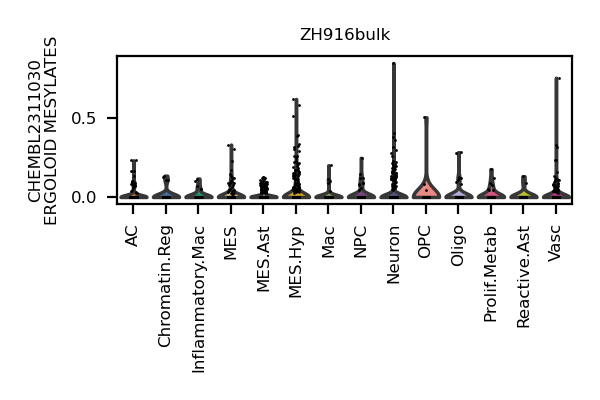 ZH916bulk
CHEMBL2311030
ERGOLOID MESYLATES
0.5
0.0
AC
Chromatin.Reg
Inflammatory.Mac
MES
MES.Ast
MES.Hyp
Mac
NPC
Neuron
OPC
Oligo
Prolif.Metab
Reactive.Ast
Vasc